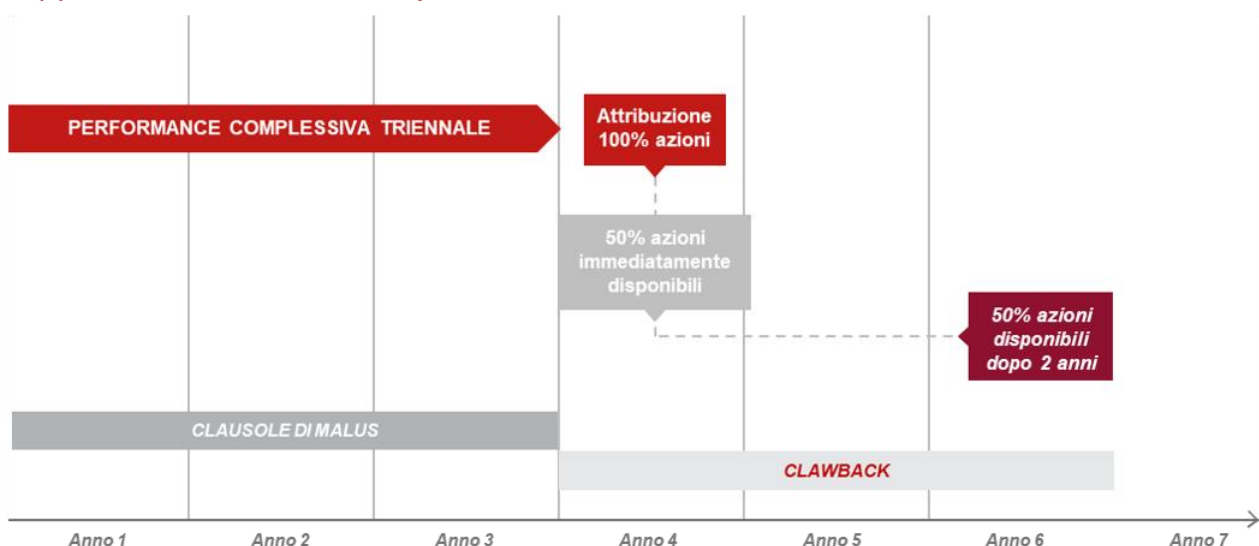 PERFORMANCE COMPLESSIVA TRIENNALE
Attribuzione
100% azioni
50% azioni
immediatamente
disponibili
50% azioni
disponibili
dopo 2 anni
CLAUSOLE DI MALUS
CLAWBACK
Anno 1
Anno 2
Anno 3
Anno 4
Anno 5
Anno 6
Anno 7